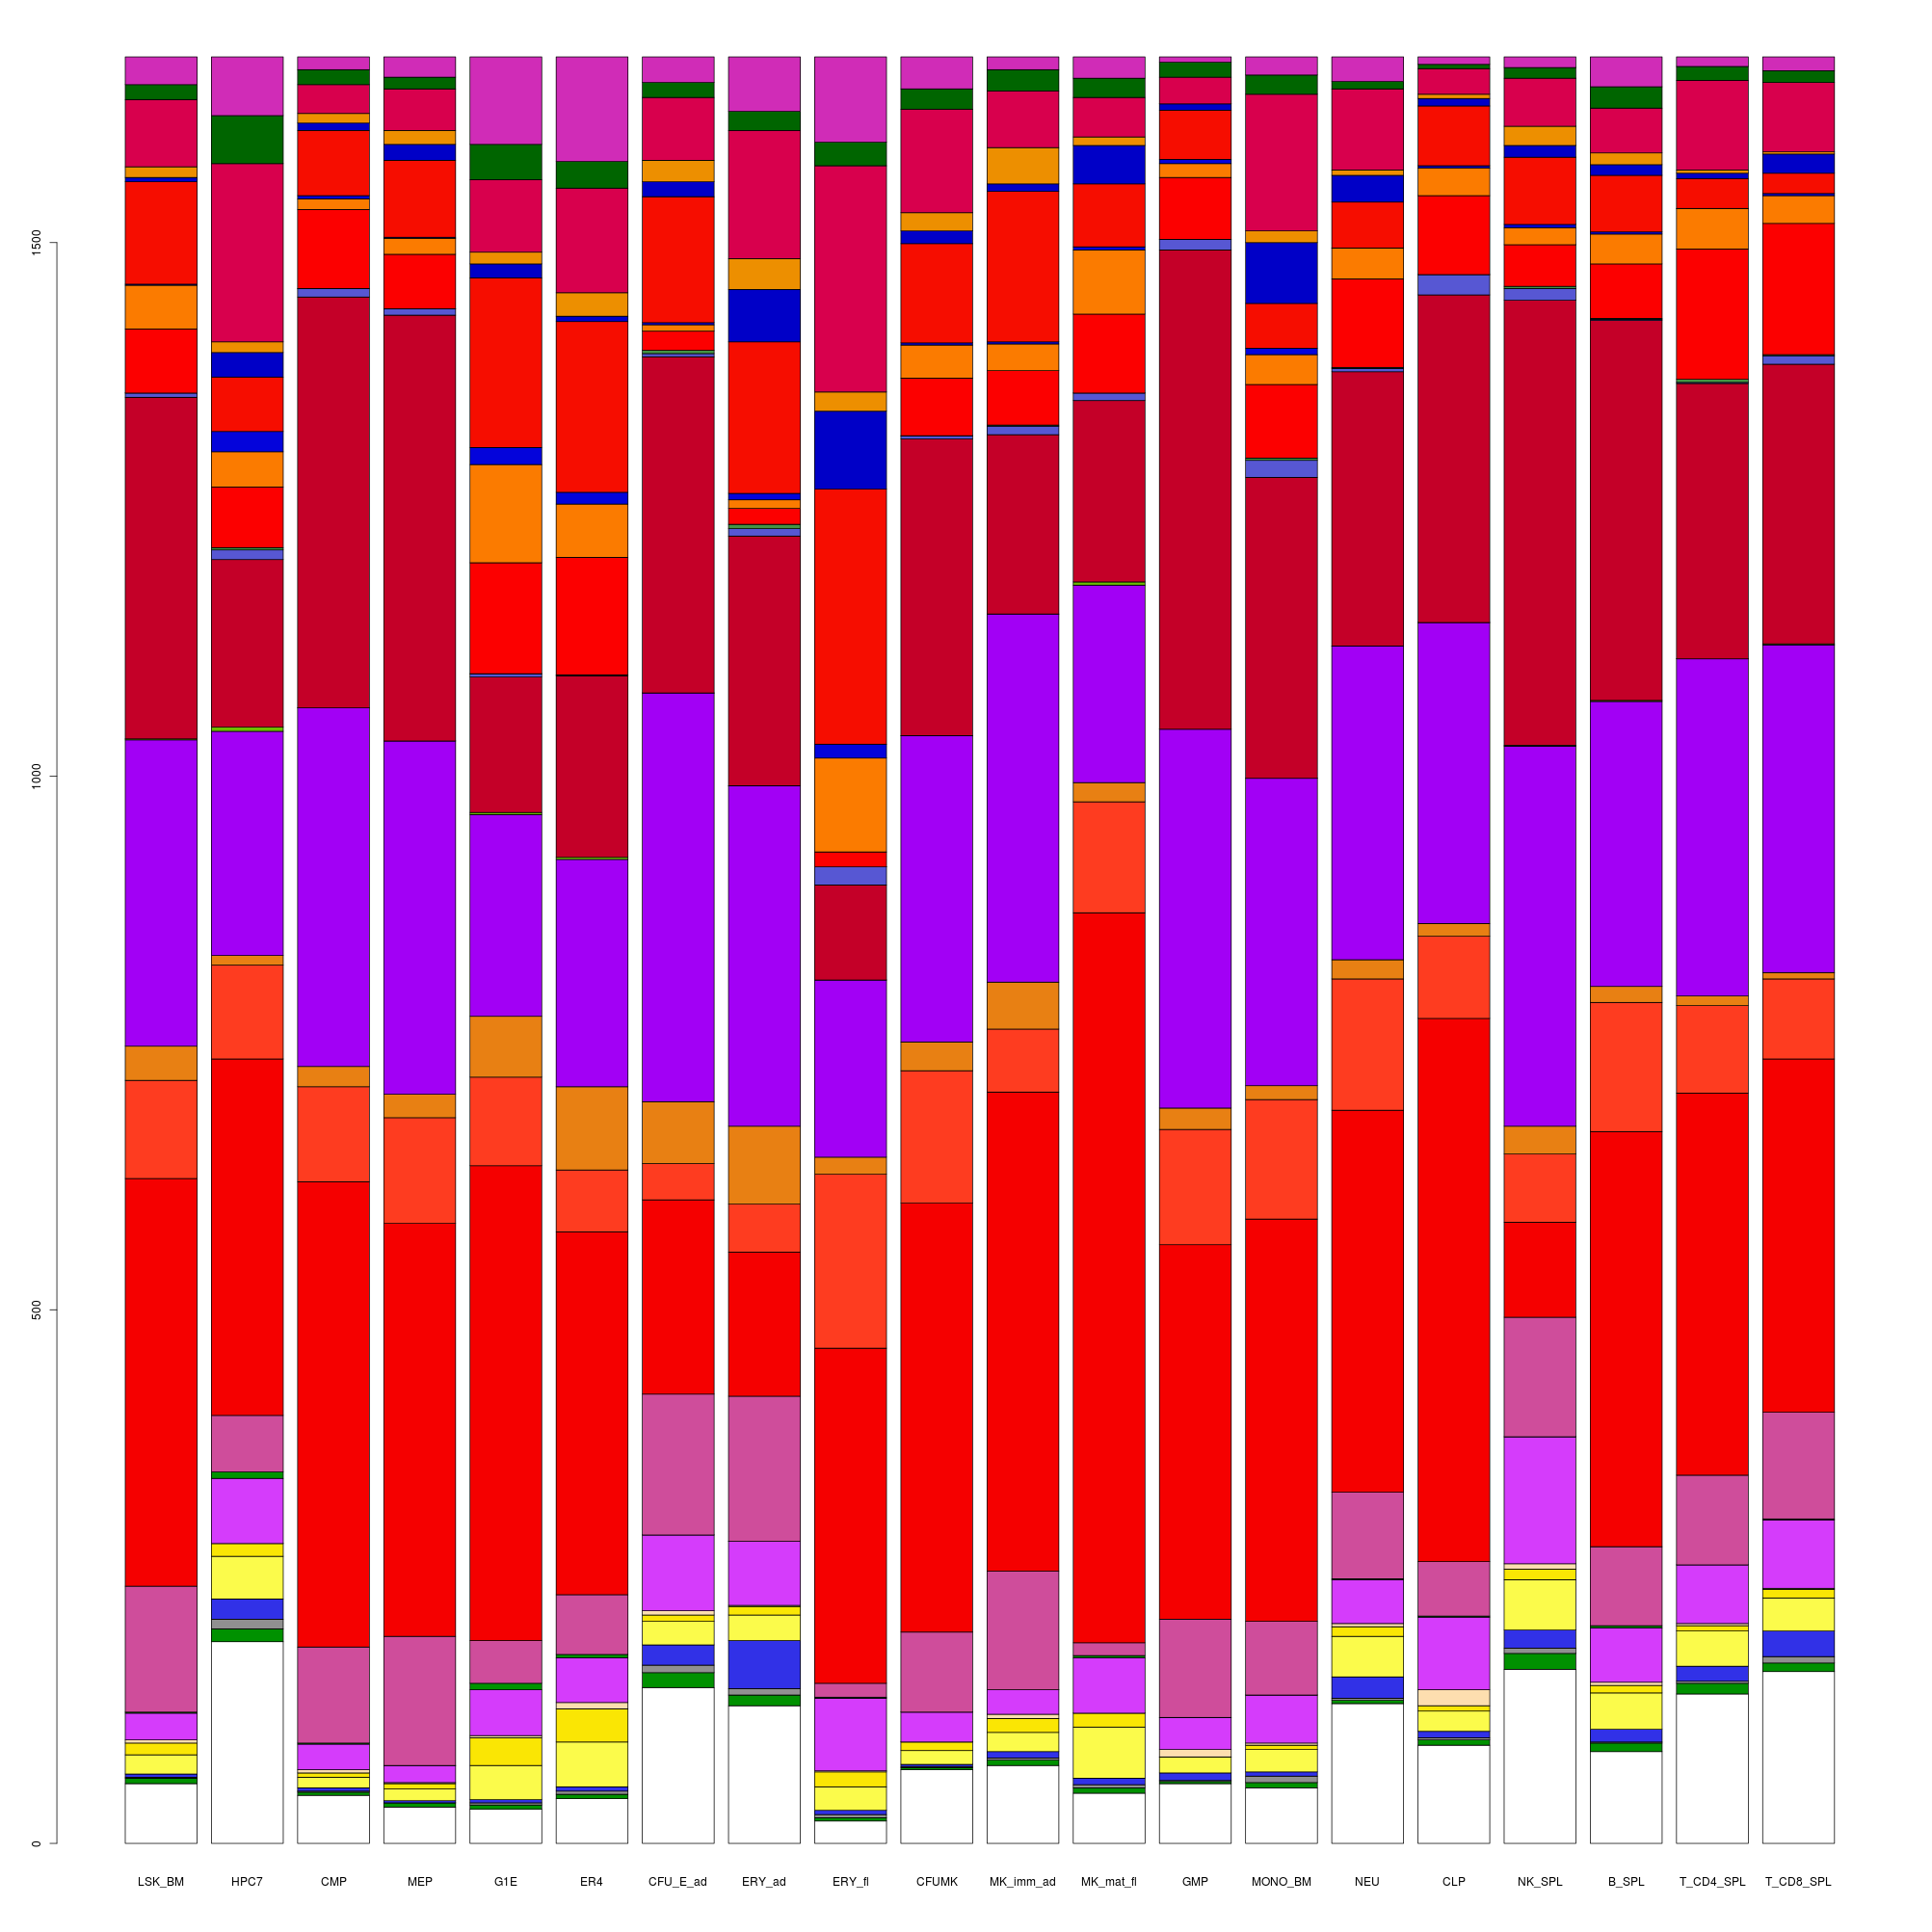 1500
1000
500
0
LSK_BM HPC7 CMP MEP G1E ER4 CFU_E_ad ERY_ad ERY_fl CFUMK MK_imm_ad MK_mat_fl GMP MONO_BM NEU CLP NK_SPL B_SPL T_CD4_SPL T_CD8_SPL